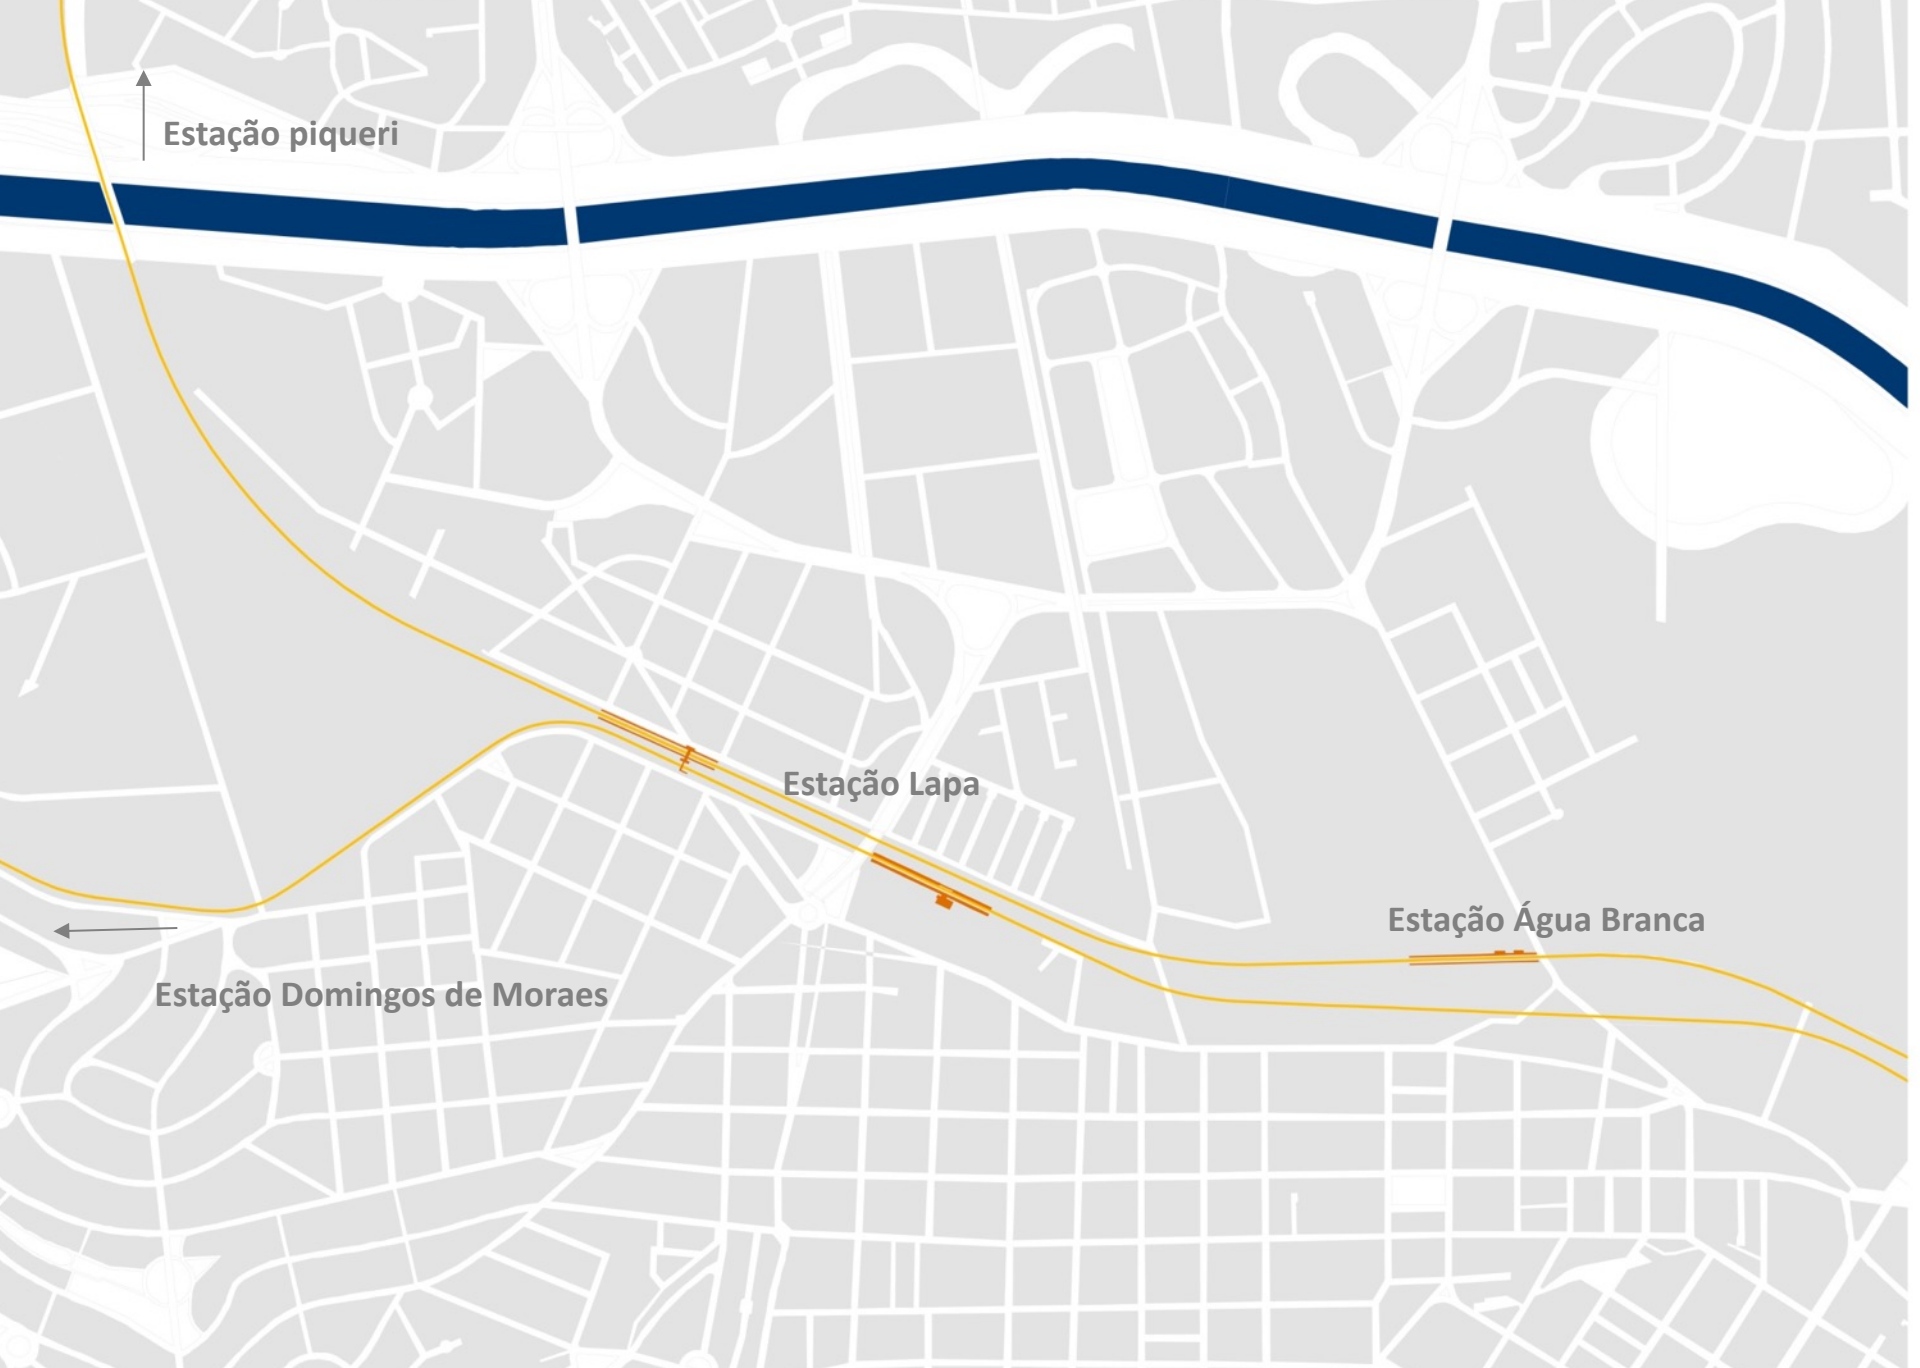 Estação piqueri
Estação Lapa
Estação Água Branca
Estação Domingos de Moraes